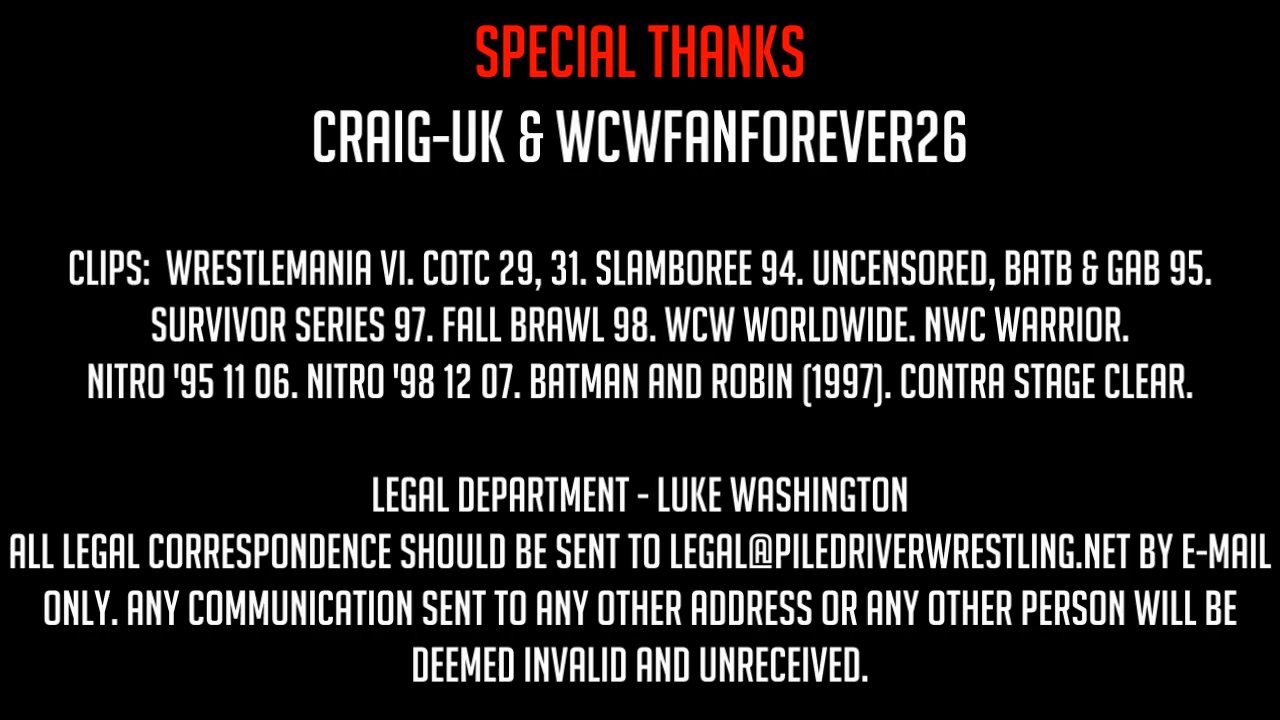 SPECIAL THANKS
CRAIG-UK & WCWFANFOREVER26
CLIPS: WRESTLEMANIA VI. COTC 29, 31. SLAMBOREE 94. UNCENSORED, BATB & GAB 95.
SURVIVOR SERIES 97. FALL BRAWL 98. WCW WORLDWIDE. NWC WARRIOR.
NITRO '95 11 06. NITRO '98 12 07. BATMAN AND ROBIN (1997). CONTRA STAGE CLEAR.
LEGAL DEPARTMENT - LUKE WASHINGTON
ALL LEGAL CORRESPONDENCE SHOULD BE SENT TO LEGAL@PILEDRIVERWRESTLING.NET BY E-MAIL
ONLY. ANY COMMUNICATION SENT TO ANY OTHER ADDRESS OR ANY OTHER PERSON WILL BE
DEEMED INVALID AND UNRECEIVED.